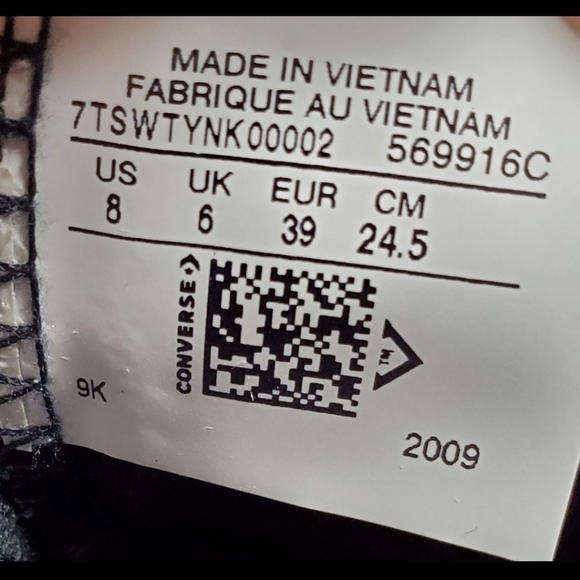 MADE IN VIETNAM
FABRIQUE AU VIETNAM
7TSWTYNK00002 569916C
US UK EUR CM
8 6 39 24.5
CONVERSE
TM
9K
2009